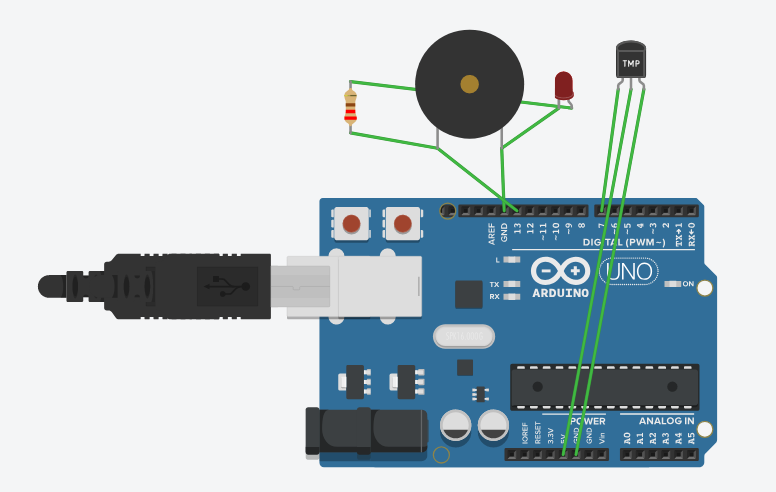 TMP
AREF
GND
13
12
~11
~10
~9
8
7
~6
~5
4
~3
2
TX→1
RX←0
DIGITAL (PWM~)
L
TX
RX
ARDUINO
UNO
ON
IOREF
RESET
3.3V
5V
GND
GND
Vin
POWER
ANALOG IN
A0
A1
A2
A3
A4
A5